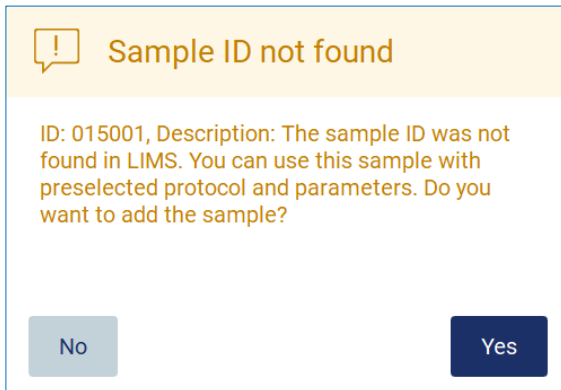 !
Sample ID not found
ID: 015001, Description: The sample ID was not
found in LIMS. You can use this sample with
preselected protocol and parameters. Do you
want to add the sample?
No
Yes